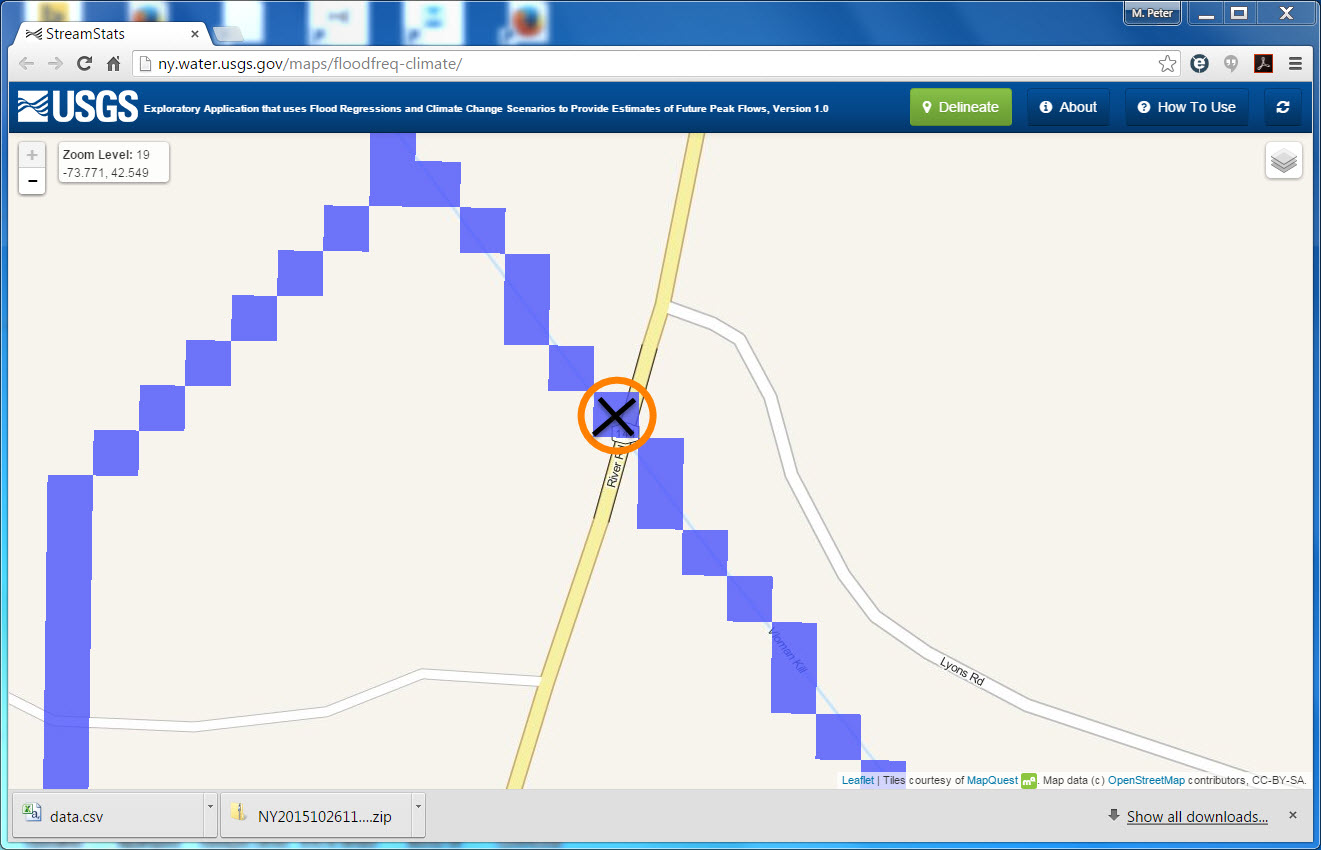 M. Peter
StreamStats
ny.water.usgs.gov/maps/floodfreq-climate/
USGS Exploratory Application that uses Flood Regressions and Climate Change Scenarios to Provide Estimates of Future Peak Flows, Version 1.0
Delineate
About
How To Use
+
−
Zoom Level: 19
-73.771, 42.549
River R
Vloman Kill
Lyons Rd
Leaflet | Tiles courtesy of MapQuest m. Map data (c) OpenStreetMap contributors, CC-BY-SA.
data.csv
NY2015102611....zip
Show all downloads...